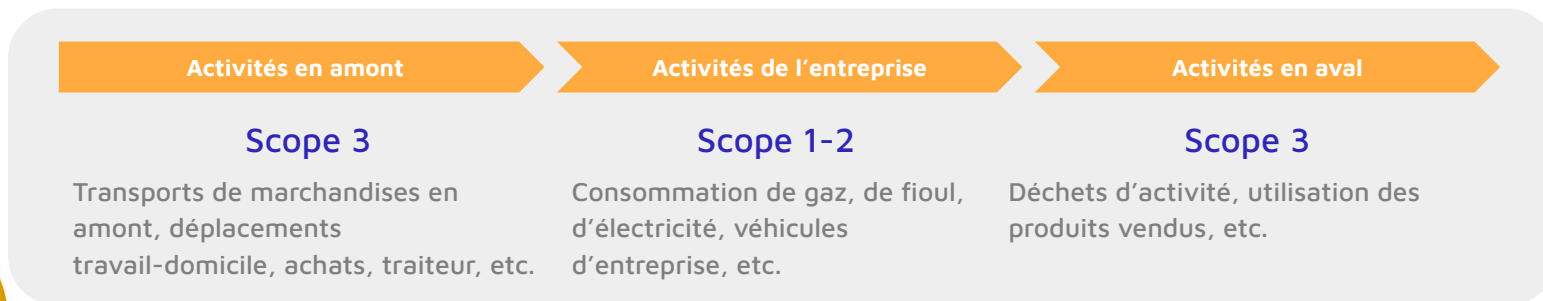 Activités en amont
Activités de l’entreprise
Activités en aval
Scope 3
Transports de marchandises en
amont, déplacements
travail-domicile, achats, traiteur, etc.
Scope 1-2
Consommation de gaz, de fioul,
d’électricité, véhicules
d’entreprise, etc.
Scope 3
Déchets d’activité, utilisation des
produits vendus, etc.